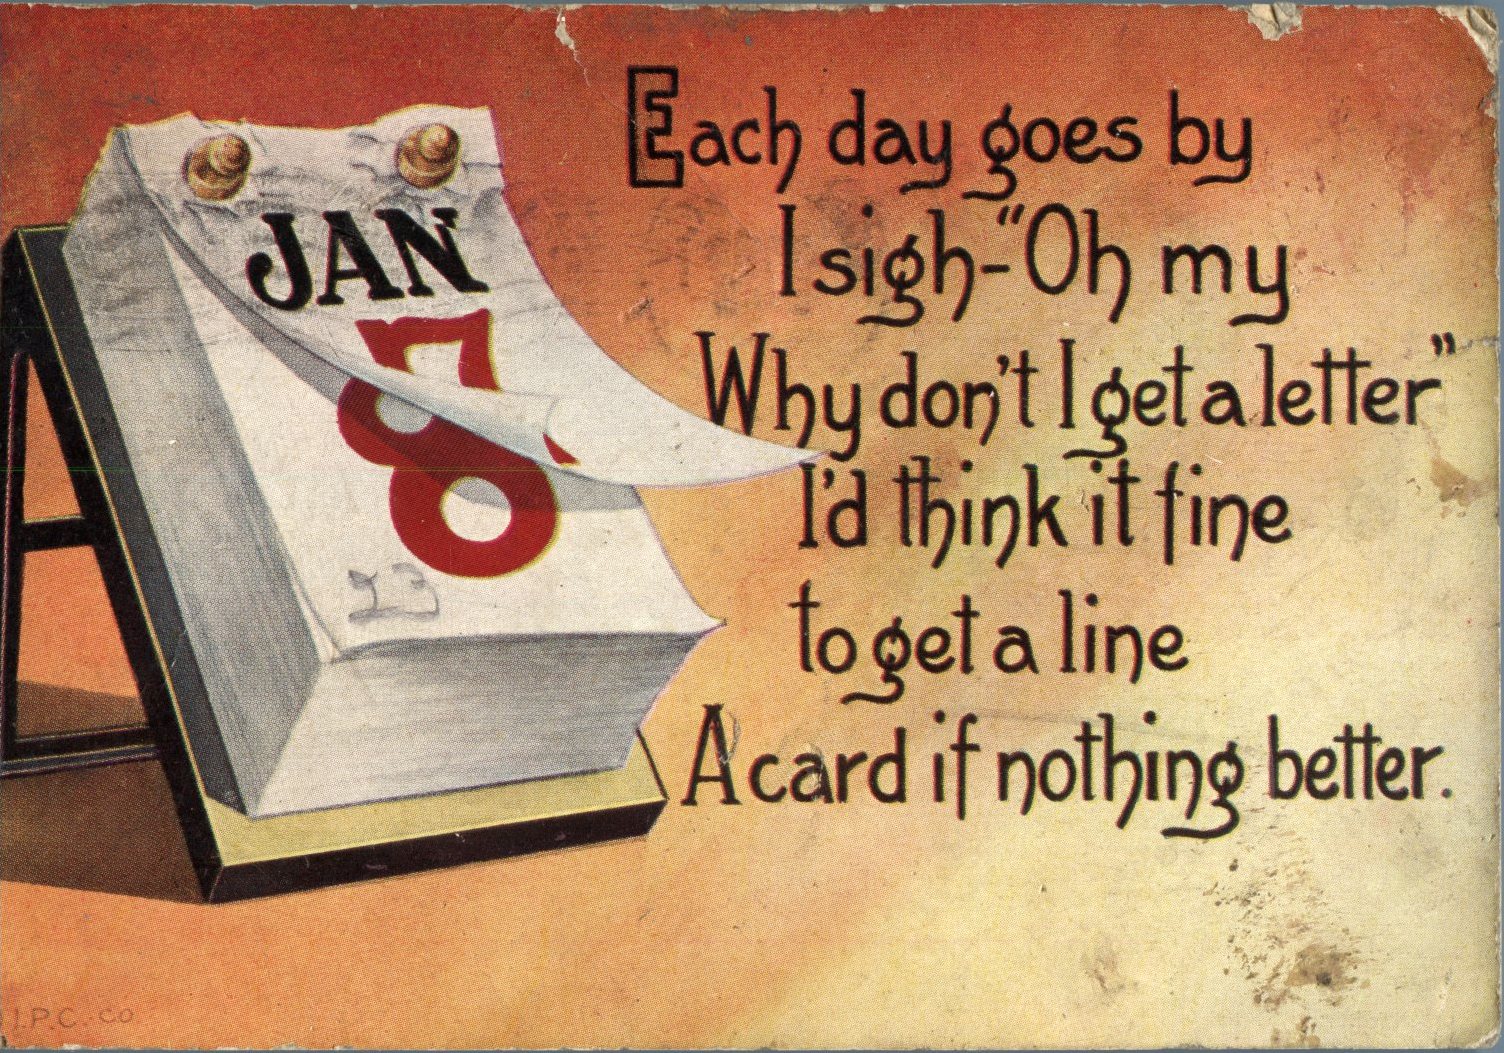 JAN
8
Each day goes by
I sigh-"Oh my
Why don't I get a letter"
I'd think it fine
to get a line
A card if nothing better.
I.P.C. CO